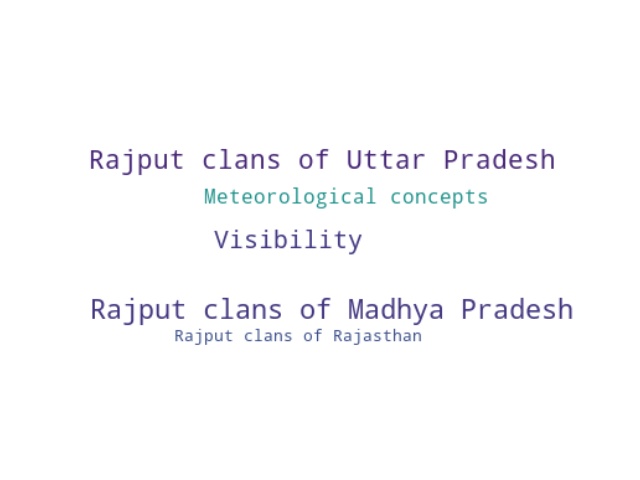 Rajput clans of Uttar Pradesh
Meteorological concepts
Visibility
Rajput clans of Madhya Pradesh
Rajput clans of Rajasthan